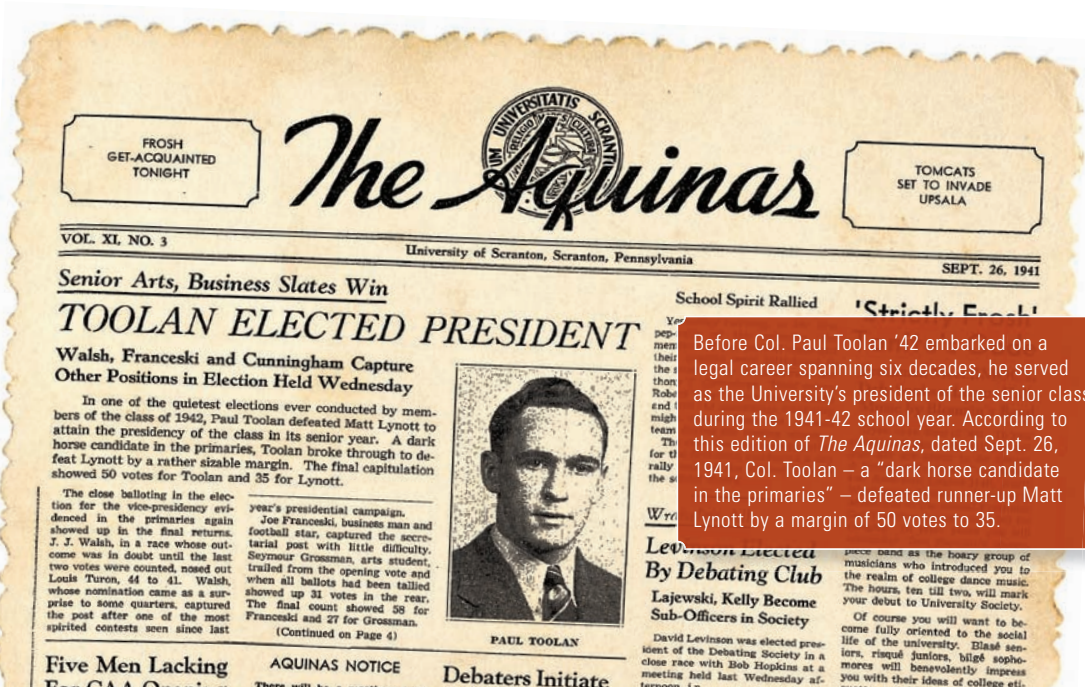 FROSH
GET-ACQUAINTED
TONIGHT
UNIVERSITATIS
The Aquinas
TOMCATS
SET TO INVADE
UPSALA
VOL. XI, NO. 3
University of Scranton, Scranton, Pennsylvania
SEPT. 26, 1941
Senior Arts, Business Slates Win
TOOLAN ELECTED PRESIDENT
Walsh, Franceski and Cunningham Capture
Other Positions in Election Held Wednesday
In one of the quietest elections ever conducted by mem-
bers of the class of 1942, Paul Toolan defeated Matt Lynott to
attain the presidency of the class in its senior year. A dark
horse candidate in the primaries, Toolan broke through to de-
feat Lynott by a rather sizable margin. The final capitulation
showed 50 votes for Toolan and 35 for Lynott.
The close balloting in the elec-
tion for the vice-presidency evi-
denced in the primaries again
showed up in the final returns.
J. J. Walsh, in a race whose out-
come was in doubt until the last
two votes were counted, nosed out
Louis Turon, 44 to 41. Walsh,
whose nomination came as a sur-
prise to some quarters, captured
the post after one of the most
spirited contests seen since last
year's presidential campaign.
Joe Franceski, business man and
football star, captured the secre-
tarial post with little difficulty.
Seymour Grossman, arts student,
trailed from the opening vote and
when all ballots had been tallied
showed up 31 votes in the rear.
The final count showed 58 for
Franceski and 27 for Grossman.
(Continued on Page 4)
PAUL TOOLAN
Five Men Lacking
AQUINAS NOTICE
Debaters Initiate
School Spirit Rallied
'Strictly Frosh'
Before Col. Paul Toolan '42 embarked on a
legal career spanning six decades, he served
as the University's president of the senior class
during the 1941-42 school year. According to
this edition of The Aquinas, dated Sept. 26,
1941, Col. Toolan – a "dark horse candidate
in the primaries" – defeated runner-up Matt
Lynott by a margin of 50 votes to 35.
Levinson Elected
By Debating Club
Lajewski, Kelly Become
Sub-Officers in Society
David Levinson was elected pres-
ident of the Debating Society in a
close race with Bob Hopkins at a
meeting held last Wednesday af-
piece band as the hoary group of
musicians who introduced you to
the realm of college dance music.
The hours, ten till two, will mark
your debut to University Society.
Of course you will want to be-
come fully oriented to the social
life of the university. Blasé sen-
iors, risqué juniors, bilgé sopho-
mores will benevolently impress
you with their ideas of college eti-